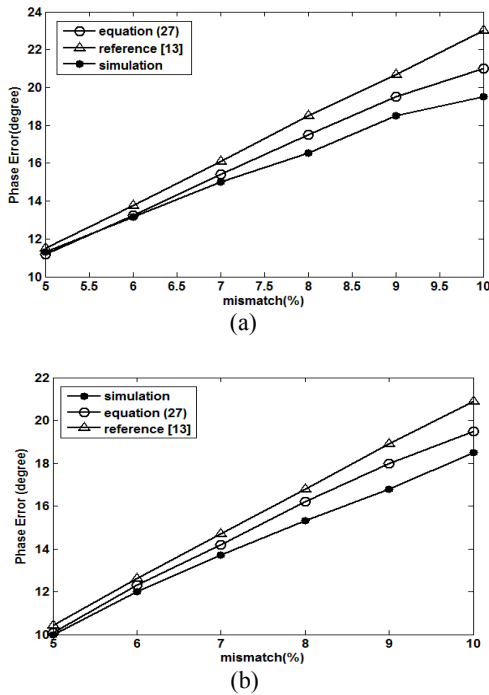 24
22
20
18
16
14
12
10
Phase Error(degree)
equation (27)
reference [13]
simulation
5 5.5 6 6.5 7 7.5 8 8.5 9 9.5 10
mismatch(%)
(a)
22
20
18
16
14
12
10
Phase Error (degree)
simulation
equation (27)
reference [13]
5 6 7 8 9 10
mismatch(%)
(b)